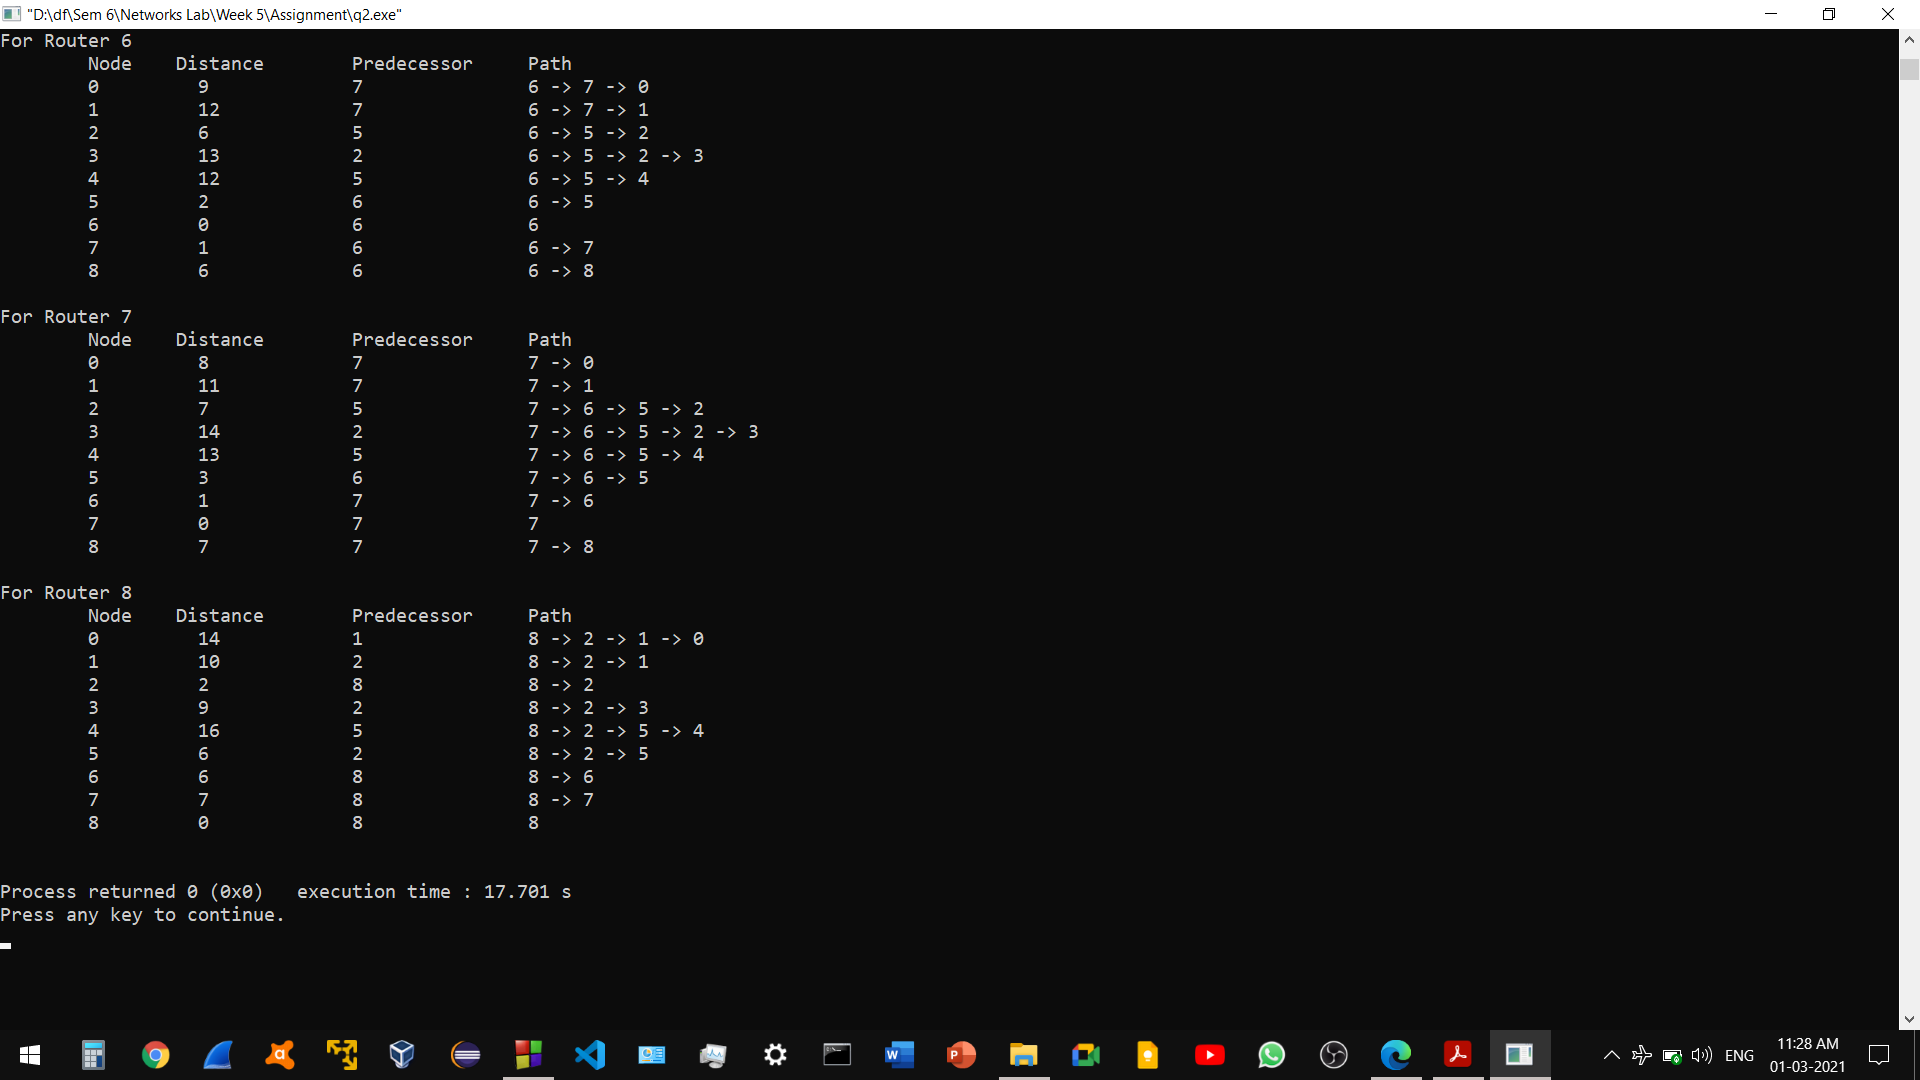 "D:\df\Sem 6\Networks Lab\Week 5\Assignment\q2.exe"
For Router 6
Node Distance Predecessor Path
0 9 7 6 -> 7 -> 0
1 12 7 6 -> 7 -> 1
2 6 5 6 -> 5 -> 2
3 13 2 6 -> 5 -> 2 -> 3
4 12 5 6 -> 5 -> 4
5 2 6 6 -> 5
6 0 6 6
7 1 6 6 -> 7
8 6 6 6 -> 8
For Router 7
Node Distance Predecessor Path
0 8 7 7 -> 0
1 11 7 7 -> 1
2 7 5 7 -> 6 -> 5 -> 2
3 14 2 7 -> 6 -> 5 -> 2 -> 3
4 13 5 7 -> 6 -> 5 -> 4
5 3 6 7 -> 6 -> 5
6 1 7 7 -> 6
7 0 7 7
8 7 7 7 -> 8
For Router 8
Node Distance Predecessor Path
0 14 1 8 -> 2 -> 1 -> 0
1 10 2 8 -> 2 -> 1
2 2 8 8 -> 2
3 9 2 8 -> 2 -> 3
4 16 5 8 -> 2 -> 5 -> 4
5 6 2 8 -> 2 -> 5
6 6 8 8 -> 6
7 7 8 8 -> 7
8 0 8 8
Process returned 0 (0x0)   execution time : 17.701 s
Press any key to continue.
ENG
11:28 AM
01-03-2021